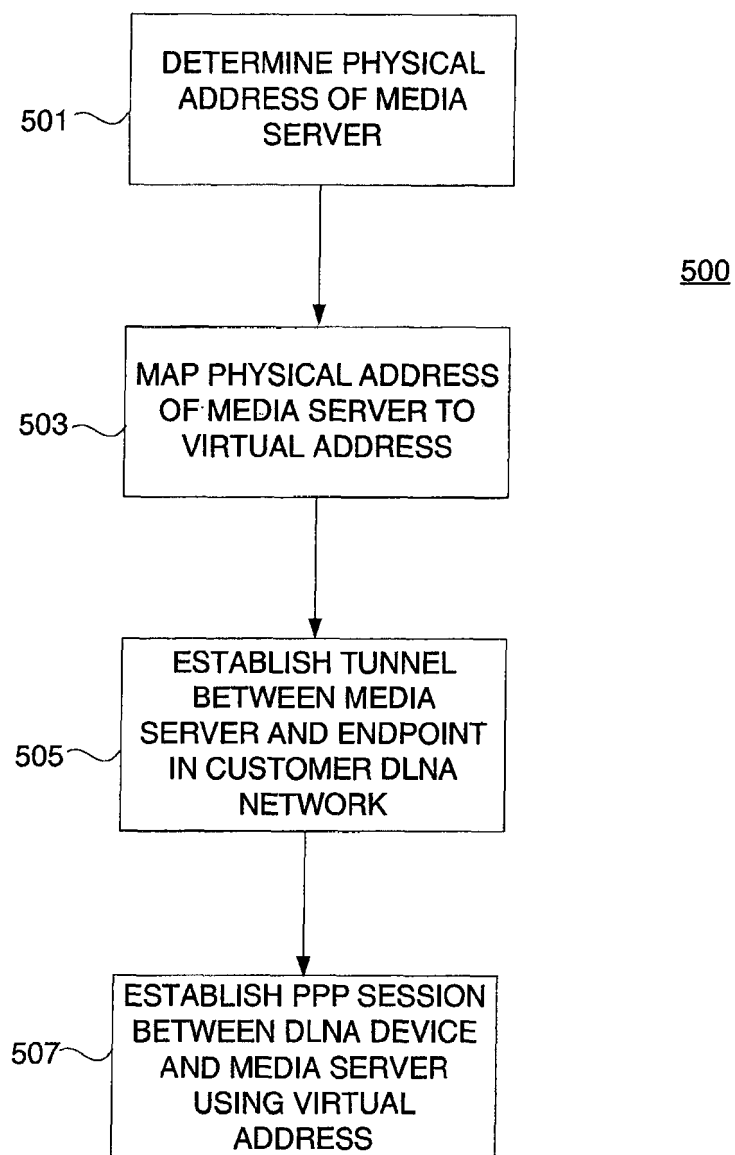 DETERMINE PHYSICAL
ADDRESS OF MEDIA
SERVER
501
500
MAP PHYSICAL ADDRESS
OF MEDIA SERVER TO
VIRTUAL ADDRESS
503
ESTABLISH TUNNEL
BETWEEN MEDIA
SERVER AND ENDPOINT
IN CUSTOMER DLNA
NETWORK
505
ESTABLISH PPP SESSION
BETWEEN DLNA DEVICE
AND MEDIA SERVER
USING VIRTUAL
ADDRESS
507